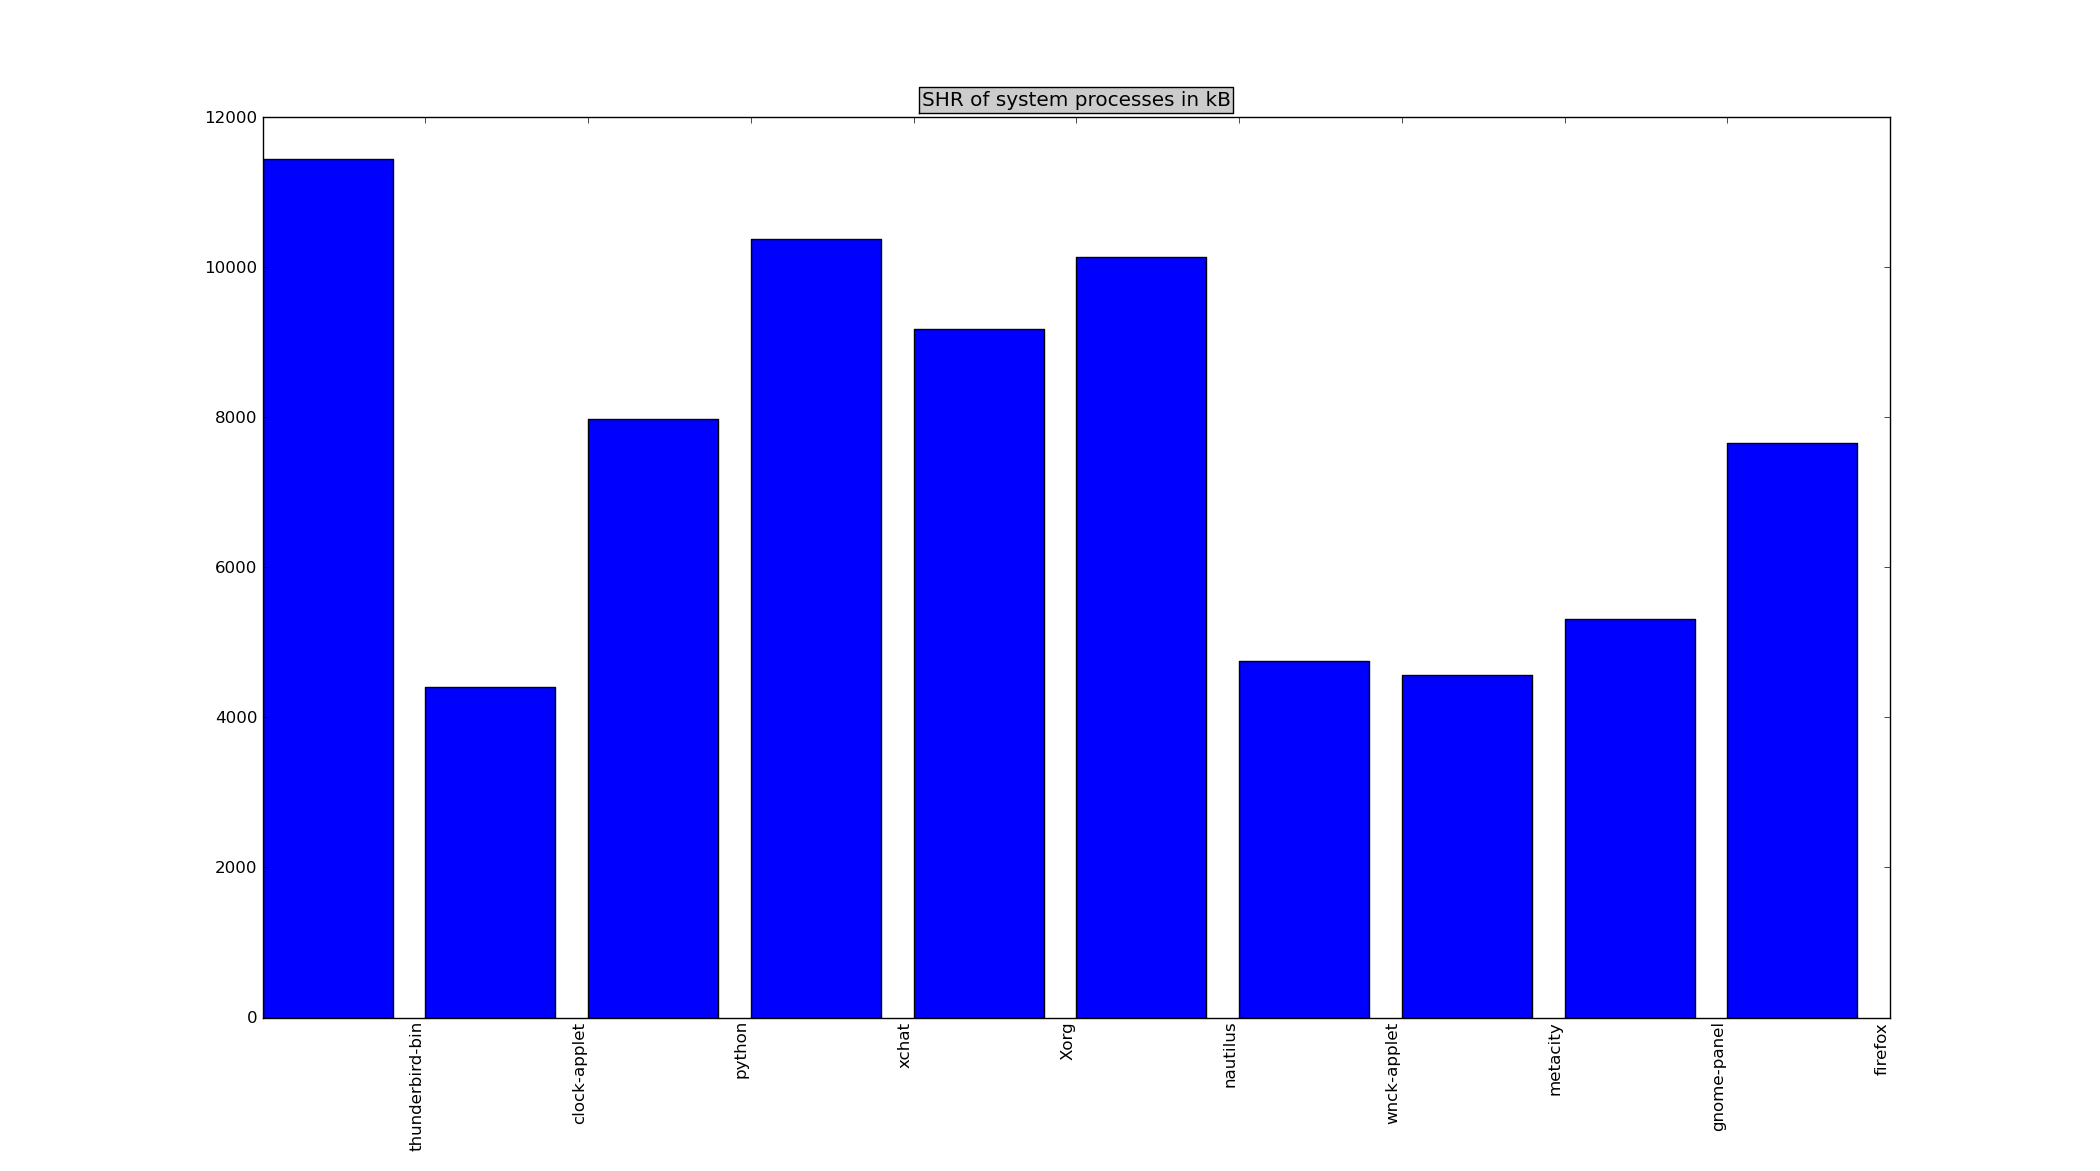 SHR of system processes in kB
12000
10000
8000
6000
4000
2000
0
thunderbird-bin
clock-applet
python
xchat
Xorg
nautilus
wnck-applet
metacity
gnome-panel
firefox